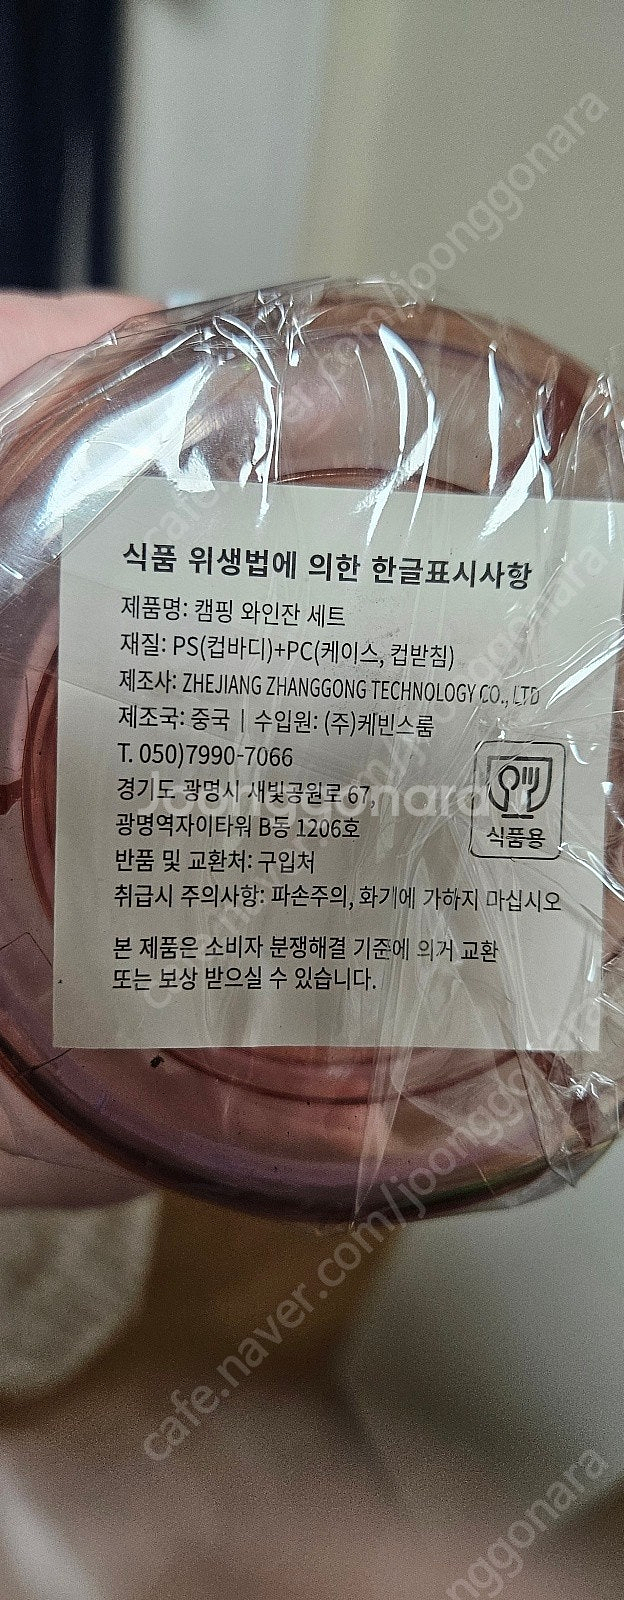 식품 위생법에 의한 한글표시사항
제품명: 캠핑 와인잔 세트
재질: PS(컵바디)+PC(케이스, 컵받침)
제조사: ZHEJIANG ZHANGGONG TECHNOLOGY CO., LTD
제조국: 중국 | 수입원: (주)케빈스룸
T. 050)7990-7066
경기도 광명시 새빛공원로 67,
광명역자이타워 B동 1206호
식품용
반품 및 교환처: 구입처
취급시 주의사항: 파손주의, 화기에 가하지 마십시오
본 제품은 소비자 분쟁해결 기준에 의거 교환
또는 보상 받으실 수 있습니다.
Joonggonara
cafe.naver.com/joonggonara